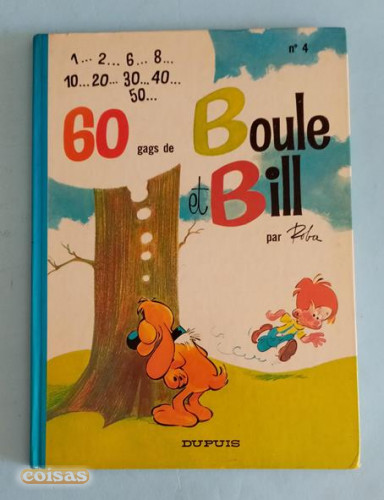 1... 2... 6... 8...
n° 4
10... 20... 30... 40...
50...
60 gags de Boule
et Bill
par Roba
DUPUIS
coisas